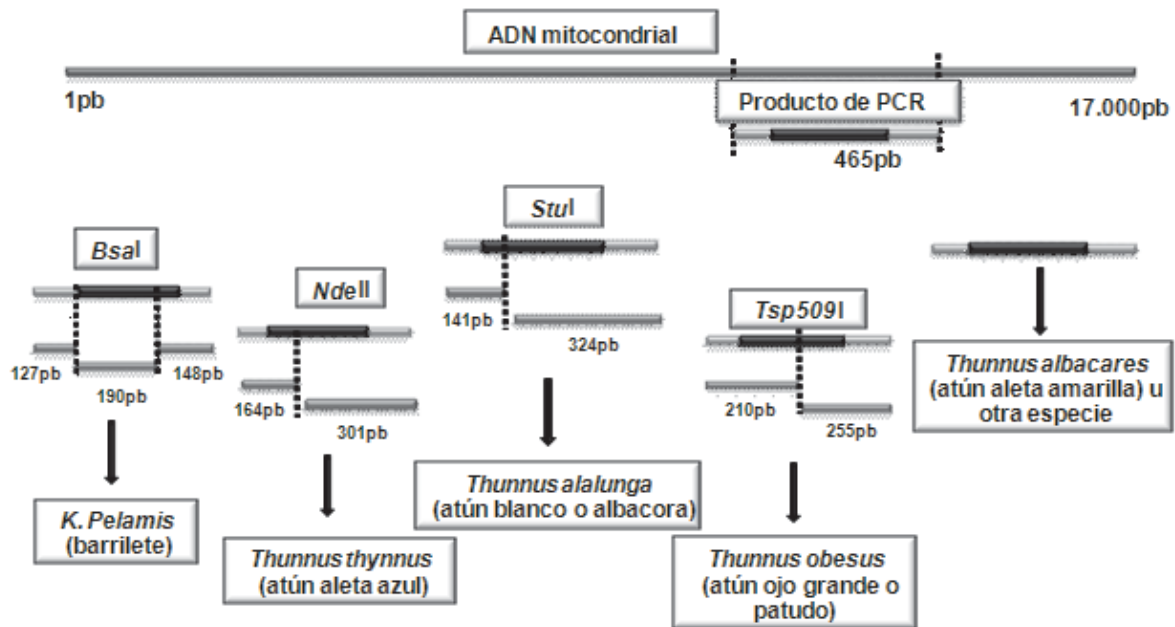 ADN mitocondrial
1pb
17.000pb
Producto de PCR
465pb
BsaI
127pb
190pb
148pb
K. Pelamis
(barrilete)
NdeII
164pb
301pb
Thunnus thynnus
(atún aleta azul)
StuI
141pb
324pb
Thunnus alalunga
(atún blanco o albacora)
Tsp509I
210pb
255pb
Thunnus obesus
(atún ojo grande o
patudo)
Thunnus albacares
(atún aleta amarilla) u
otra especie